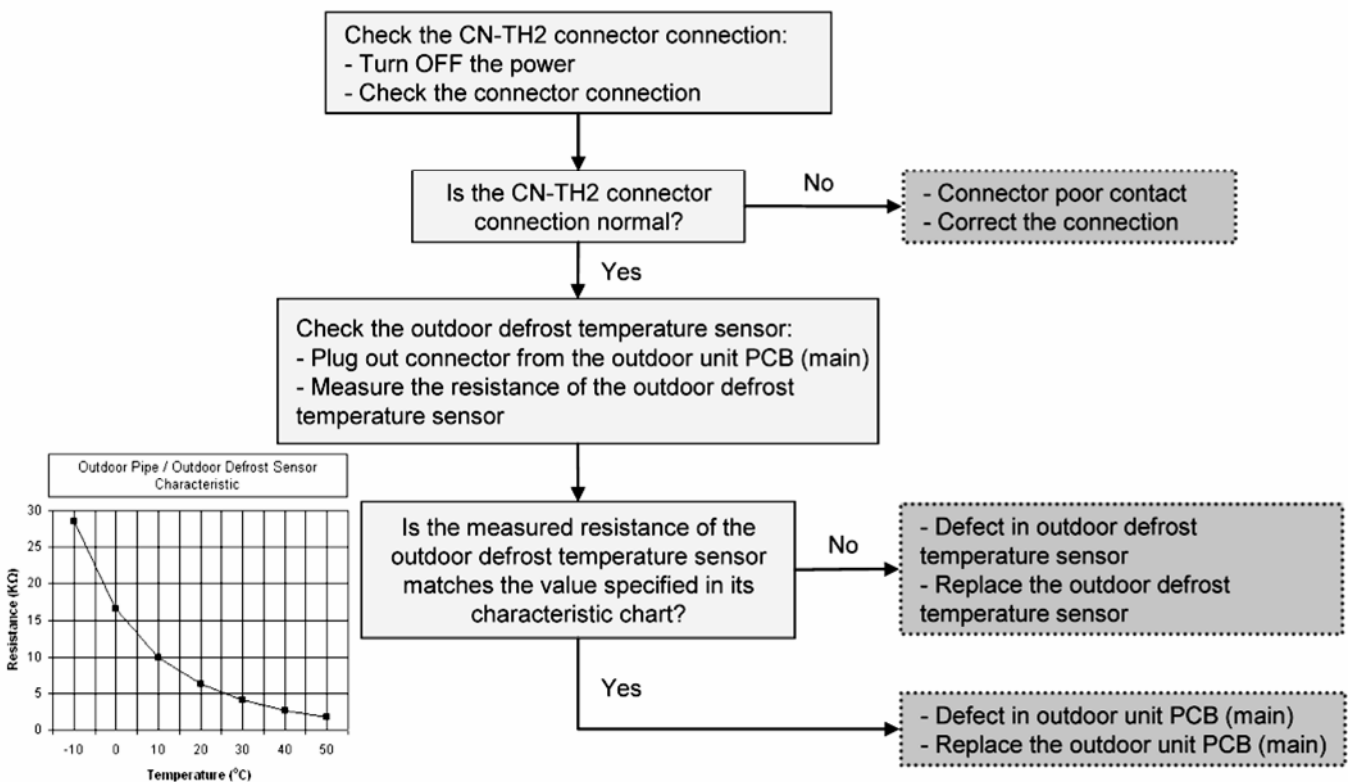 Check the CN-TH2 connector connection:
- Turn OFF the power
- Check the connector connection
Is the CN-TH2 connector
connection normal?
No
- Connector poor contact
- Correct the connection
Yes
Check the outdoor defrost temperature sensor:
- Plug out connector from the outdoor unit PCB (main)
- Measure the resistance of the outdoor defrost
temperature sensor
Outdoor Pipe / Outdoor Defrost Sensor
Characteristic
Resistance (KΩ)
30
25
20
15
10
5
0
-10 0 10 20 30 40 50
Temperature (°C)
Is the measured resistance of the
outdoor defrost temperature sensor
matches the value specified in its
characteristic chart?
No
- Defect in outdoor defrost
temperature sensor
- Replace the outdoor defrost
temperature sensor
Yes
- Defect in outdoor unit PCB (main)
- Replace the outdoor unit PCB (main)